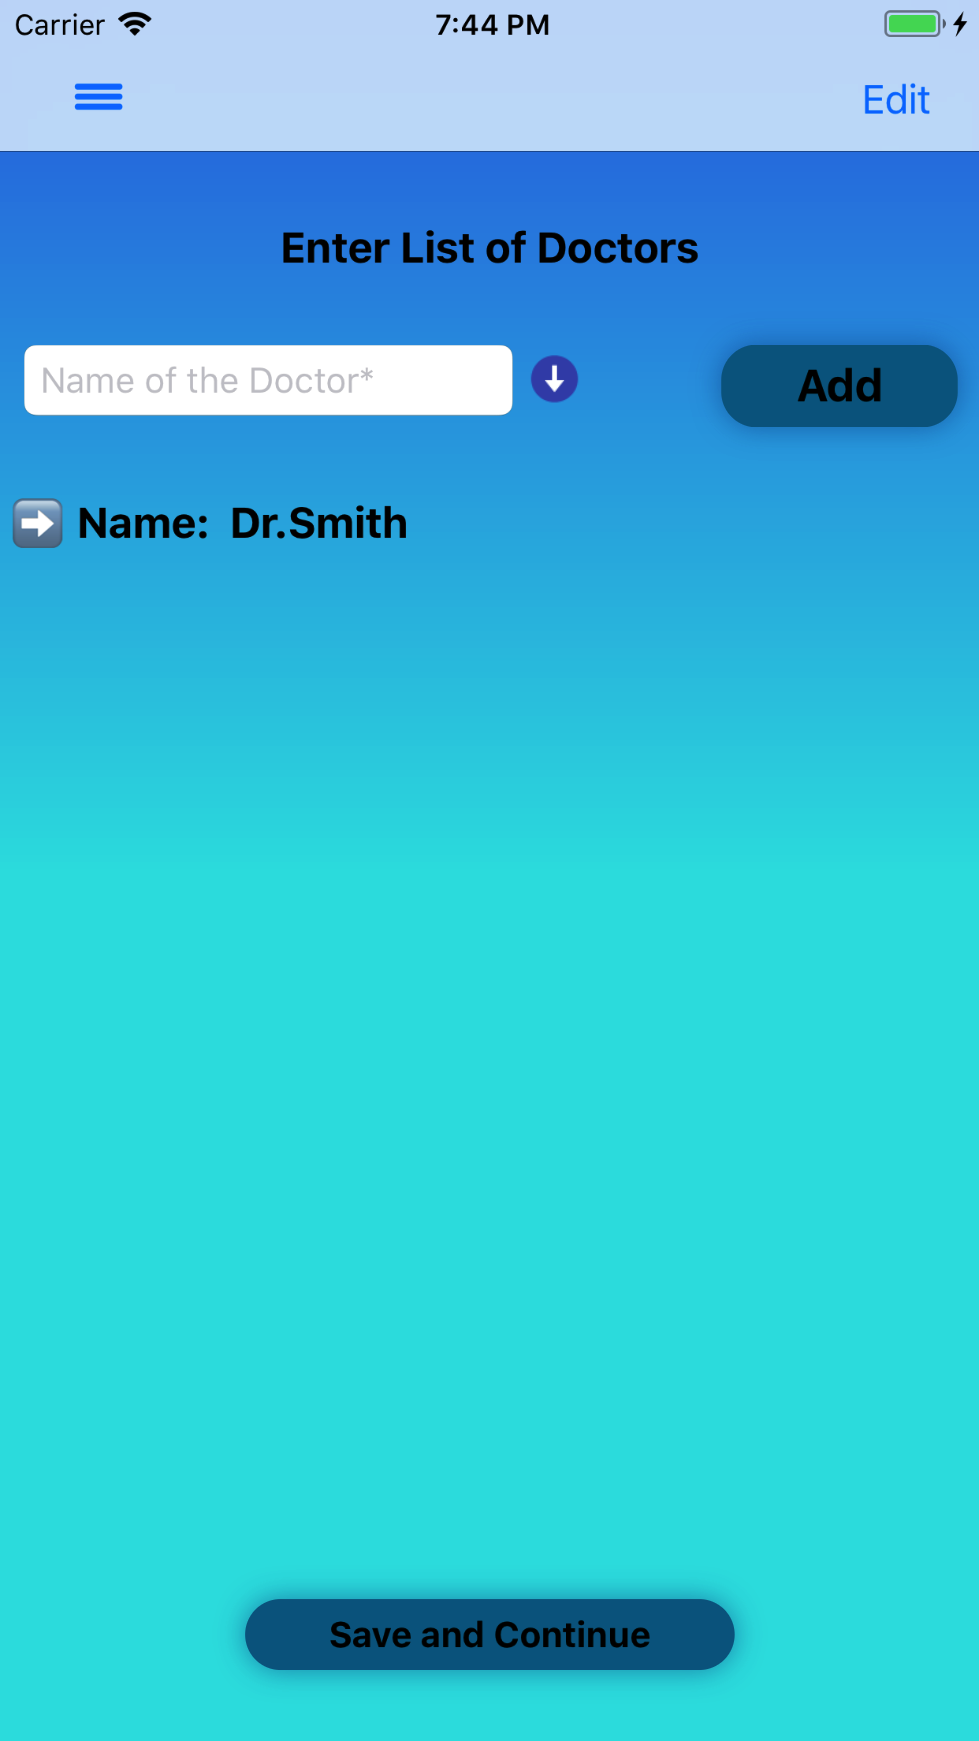 Carrier 7:44 PM
Edit
Enter List of Doctors
Name of the Doctor*
Add
Name: Dr.Smith
Save and Continue